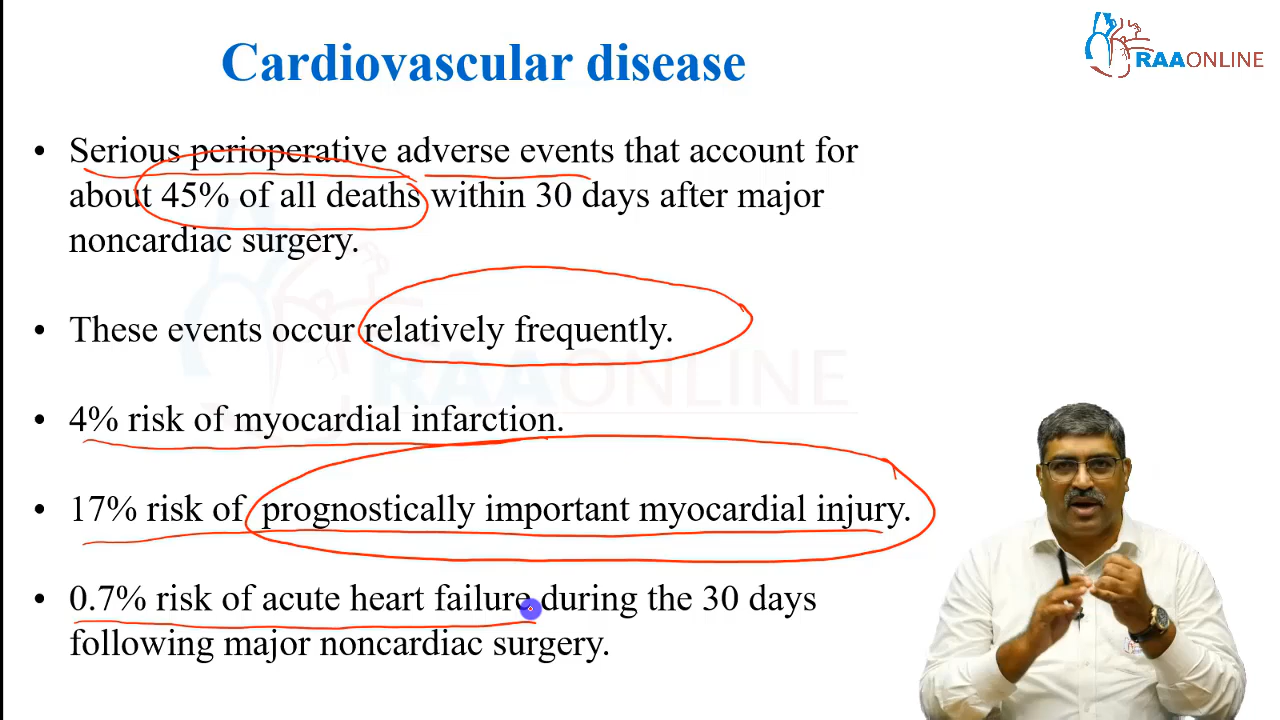 Cardiovascular disease
RAAONLINE
• Serious perioperative adverse events that account for
about 45% of all deaths within 30 days after major
noncardiac surgery.
• These events occur relatively frequently.
RAAONLINE
• 4% risk of myocardial infarction.
• 17% risk of prognostically important myocardial injury.
• 0.7% risk of acute heart failure during the 30 days
following major noncardiac surgery.